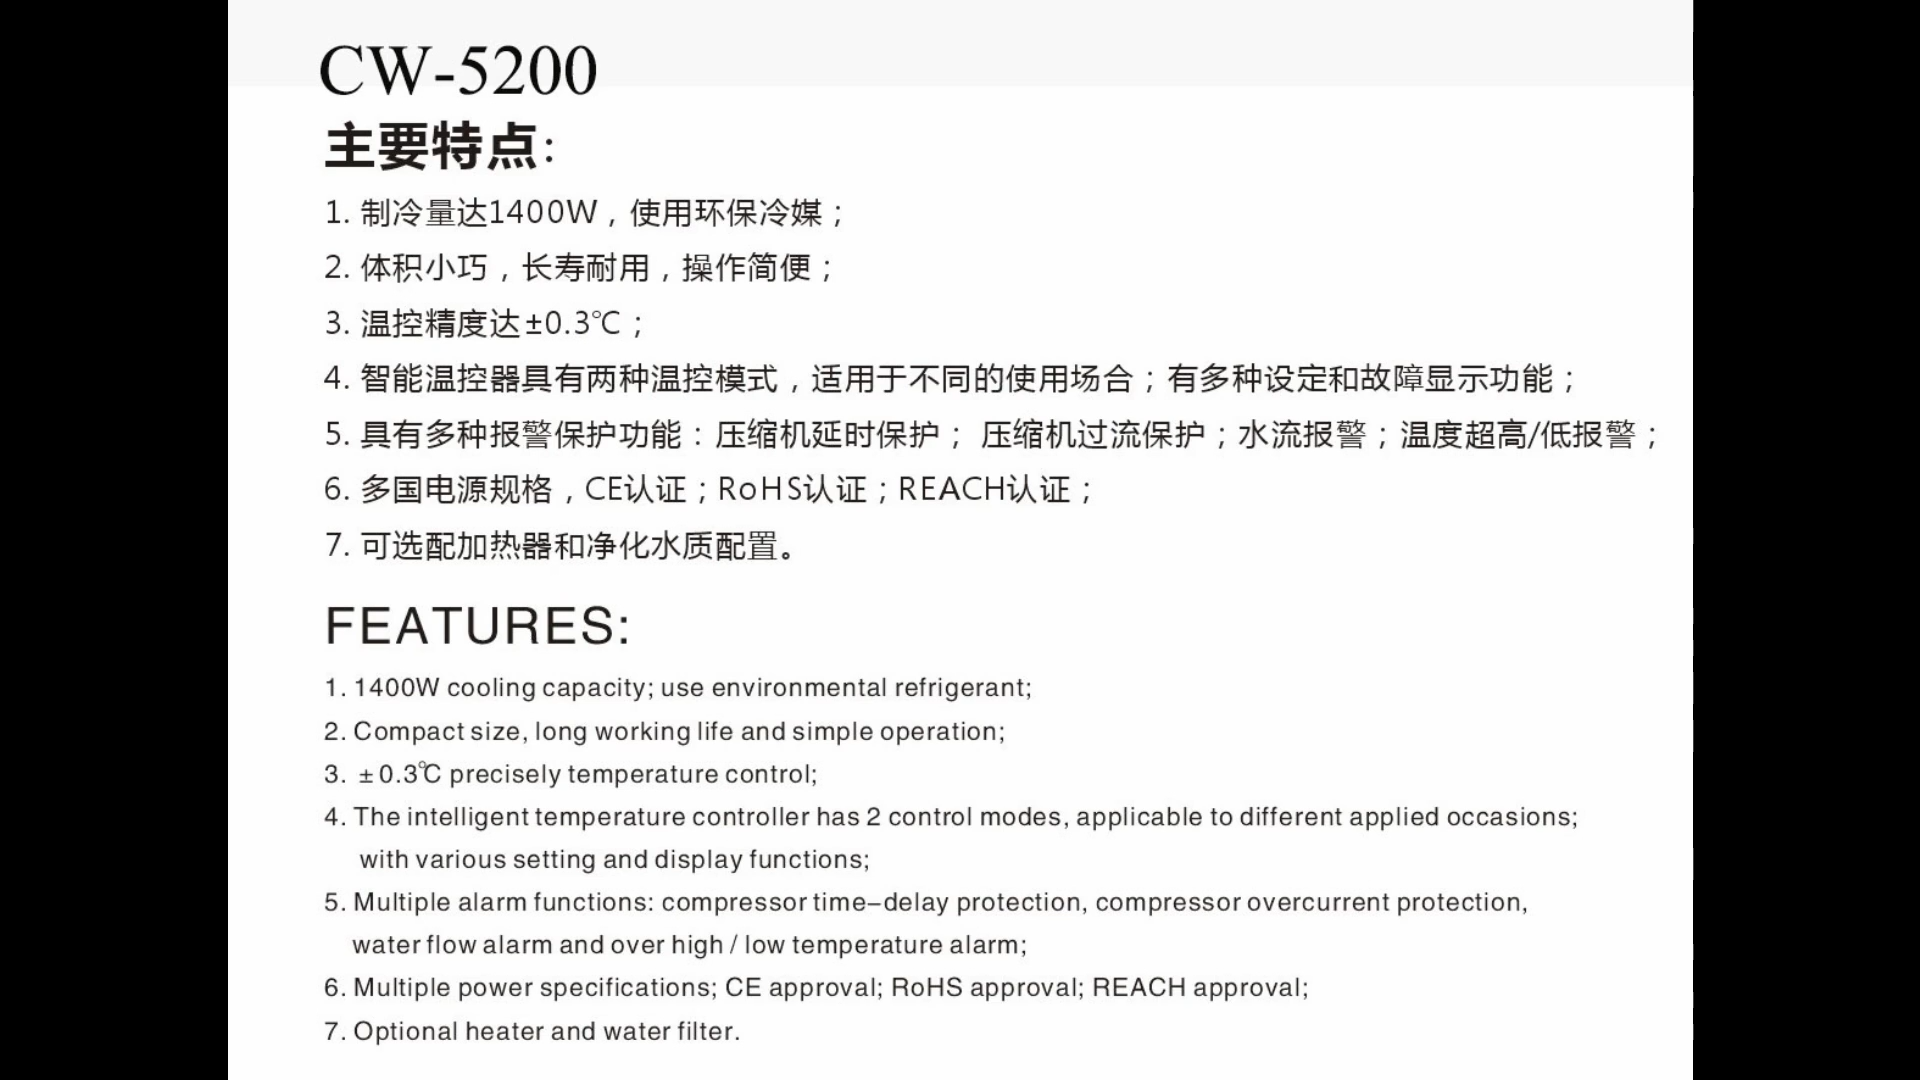 CW-5200
主要特点:
1. 制冷量达1400W，使用环保冷媒；
2. 体积小巧，长寿耐用，操作简便；
3. 温控精度达±0.3℃；
4. 智能温控器具有两种温控模式，适用于不同的使用场合；有多种设定和故障显示功能；
5. 具有多种报警保护功能：压缩机延时保护； 压缩机过流保护；水流报警；温度超高/低报警；
6. 多国电源规格，CE认证；RoHS认证；REACH认证；
7. 可选配加热器和净化水质配置。
FEATURES:
1. 1400W cooling capacity; use environmental refrigerant;
2. Compact size, long working life and simple operation;
3. ±0.3℃ precisely temperature control;
4. The intelligent temperature controller has 2 control modes, applicable to different applied occasions;
with various setting and display functions;
5. Multiple alarm functions: compressor time–delay protection, compressor overcurrent protection,
water flow alarm and over high / low temperature alarm;
6. Multiple power specifications; CE approval; RoHS approval; REACH approval;
7. Optional heater and water filter.